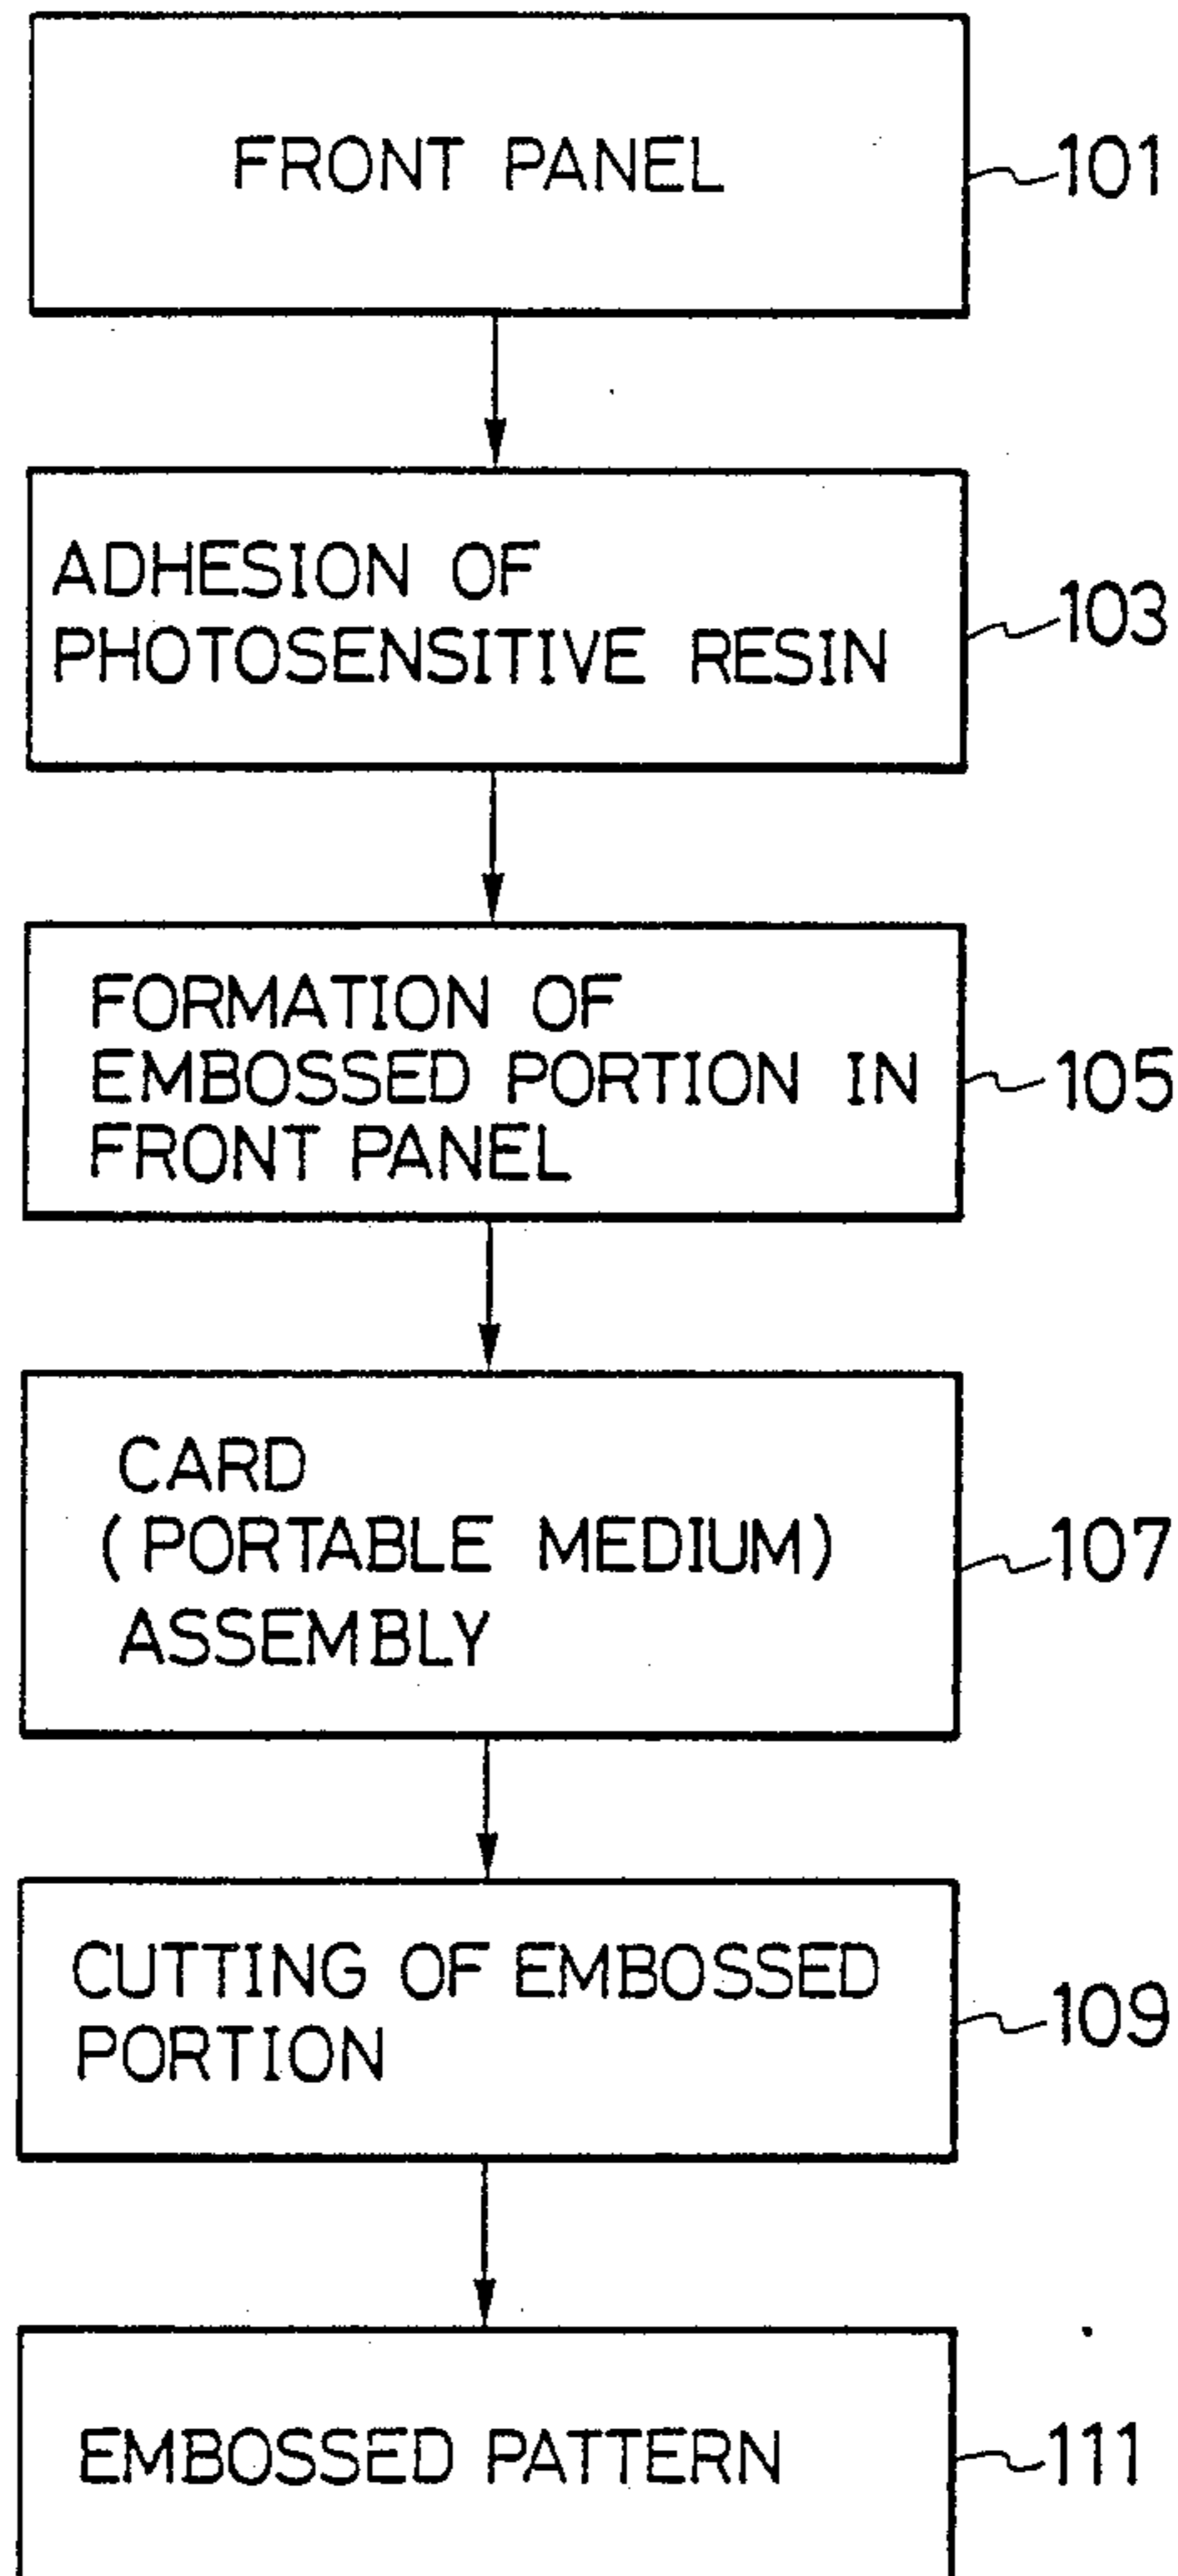 FRONT PANEL
101
ADHESION OF
PHOTOSENSITIVE RESIN
103
FORMATION OF
EMBOSSED PORTION IN
FRONT PANEL
105
CARD
(PORTABLE MEDIUM)
ASSEMBLY
107
CUTTING OF EMBOSSED
PORTION
109
EMBOSSED PATTERN
111